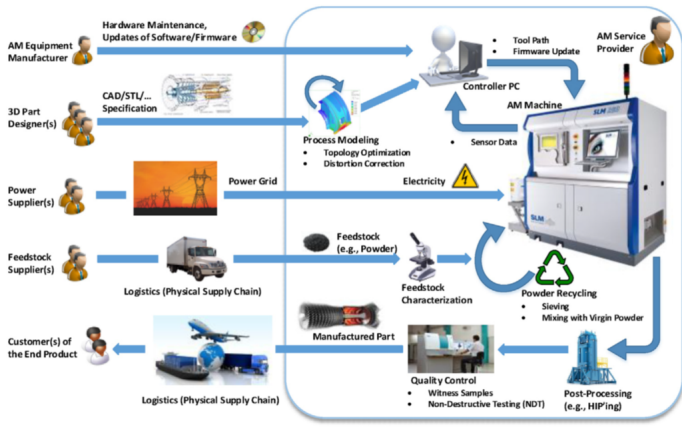 Hardware Maintenance,
Updates of Software/Firmware
AM Equipment
Manufacturer
• Tool Path
• Firmware Update
AM Service
Provider
Controller PC
3D Part
Designer(s)
CAD/STL/...
Specification
AM Machine
SLM
• Sensor Data
Process Modeling
• Topology Optimization
• Distortion Correction
Power
Supplier(s)
Power Grid
Electricity
SLM
Feedstock
Supplier(s)
Logistics (Physical Supply Chain)
Feedstock
(e.g., Powder)
Feedstock
Characterization
Powder Recycling
• Sieving
• Mixing with Virgin Powder
Customer(s) of
the End Product
Logistics (Physical Supply Chain)
Manufactured Part
Quality Control
• Witness Samples
• Non-Destructive Testing (NDT)
Post-Processing
(e.g., HIP'ing)